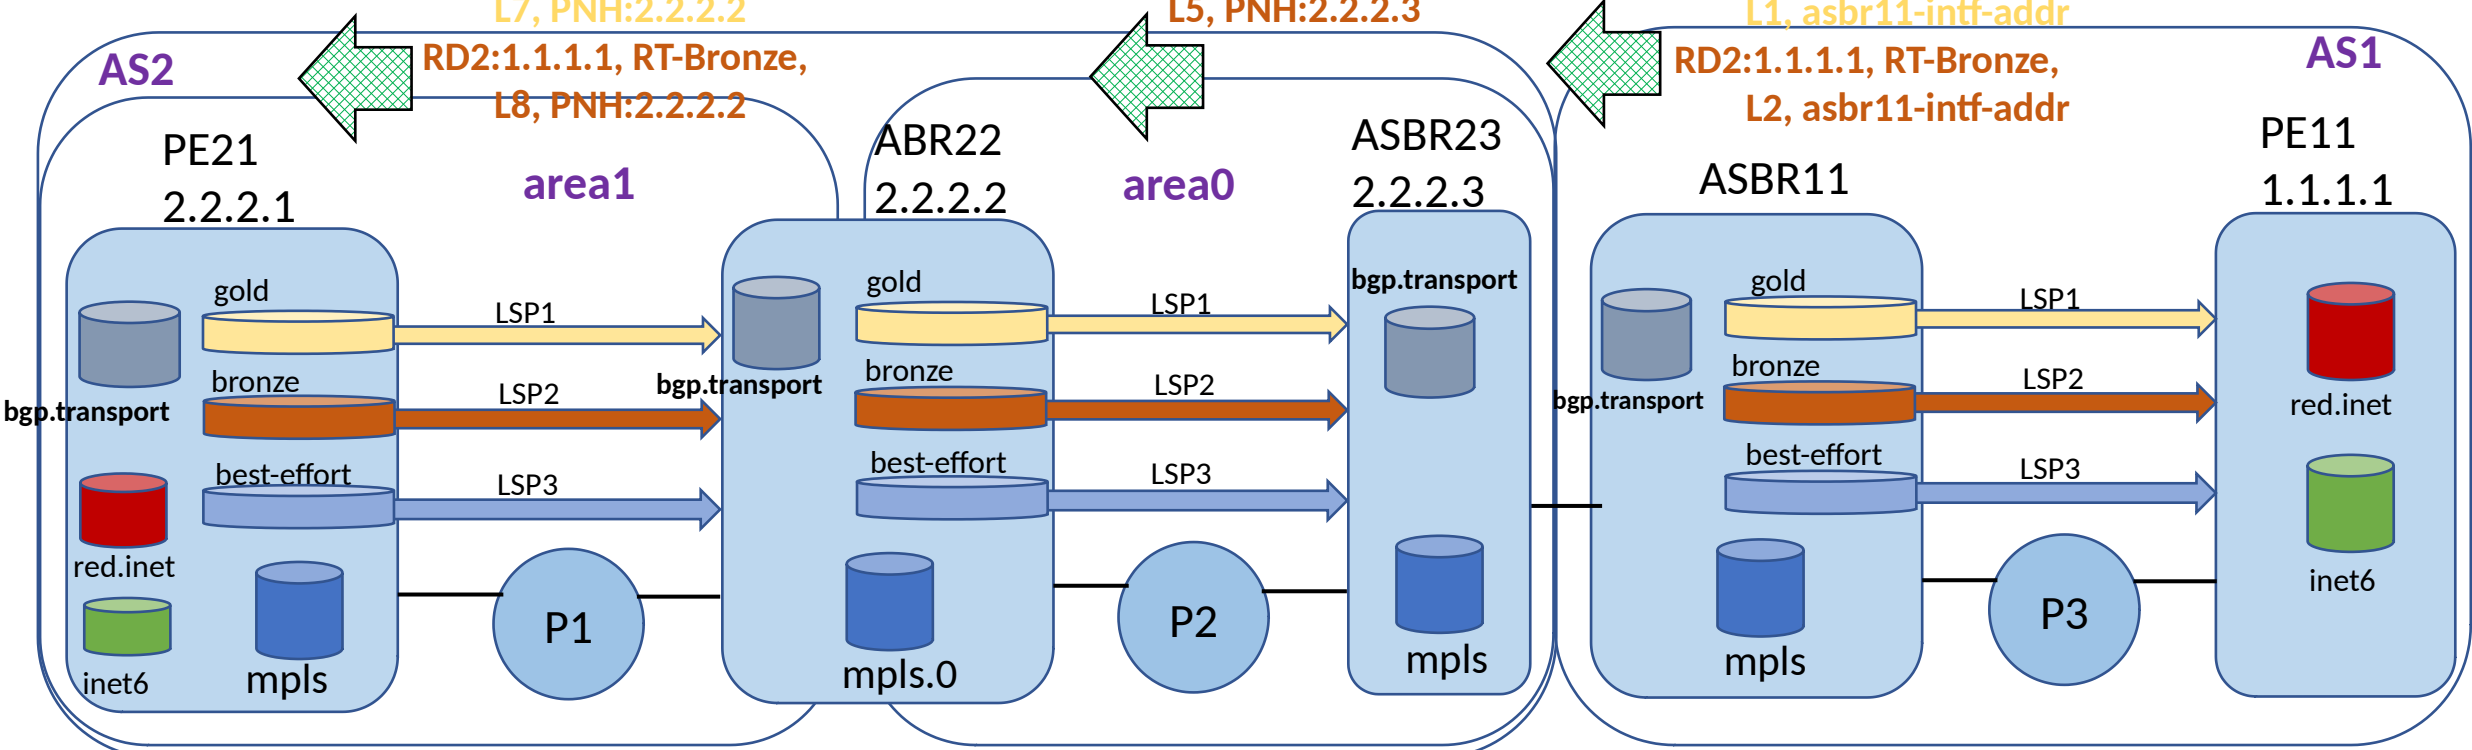 L7, PNH:2.2.2.2
L5, PNH:2.2.2.3
L1, asbr11-intf-addr
AS2
RD2:1.1.1.1, RT-Bronze,
L8, PNH:2.2.2.2
RD2:1.1.1.1, RT-Bronze,
L2, asbr11-intf-addr
AS1
PE21
2.2.2.1
area1
ABR22
2.2.2.2
area0
ASBR23
2.2.2.3
ASBR11
PE11
1.1.1.1
gold
bronze
bgp.transport
best-effort
red.inet
inet6
mpls
LSP1
LSP2
LSP3
P1
bgp.transport
gold
bronze
best-effort
mpls.0
LSP1
LSP2
LSP3
P2
bgp.transport
mpls
bgp.transport
gold
bronze
best-effort
mpls
LSP1
LSP2
LSP3
P3
red.inet
inet6